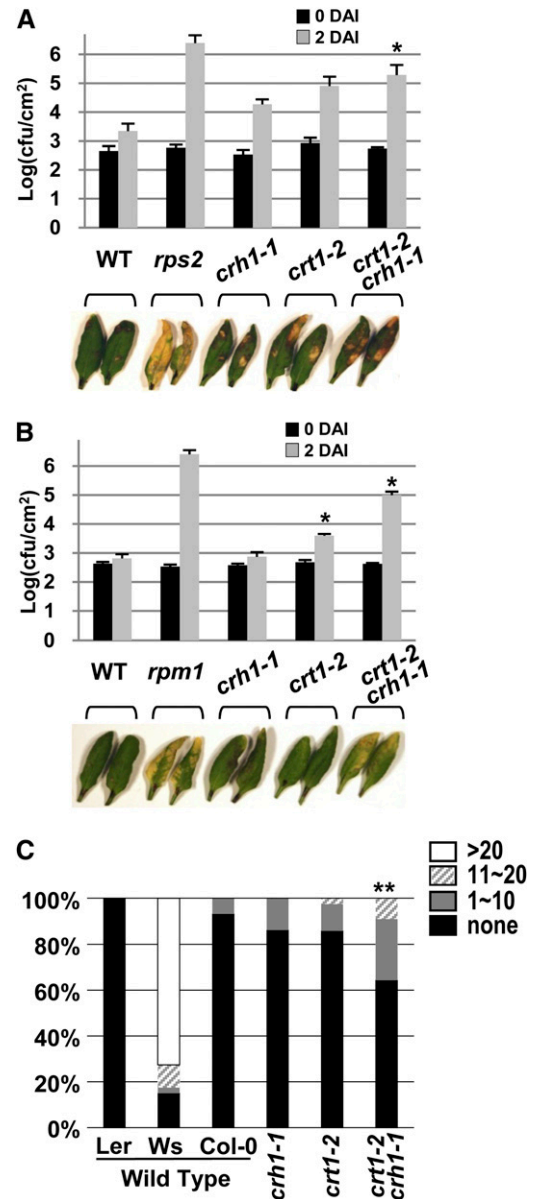 A
0 DAI
2 DAI
*
6
5
4
3
2
1
0
Log(cfu/cm²)
WT rps2 crh1-1 crt1-2 crt1-2 crh1-1
B
0 DAI
2 DAI
*
*
6
5
4
3
2
1
0
Log(cfu/cm²)
WT rpm1 crh1-1 crt1-2 crt1-2 crh1-1
C
>20
11~20
1~10
none
**
100%
80%
60%
40%
20%
0%
Ler Ws Col-0 crh1-1 crt1-2 crt1-2 crh1-1
Wild Type